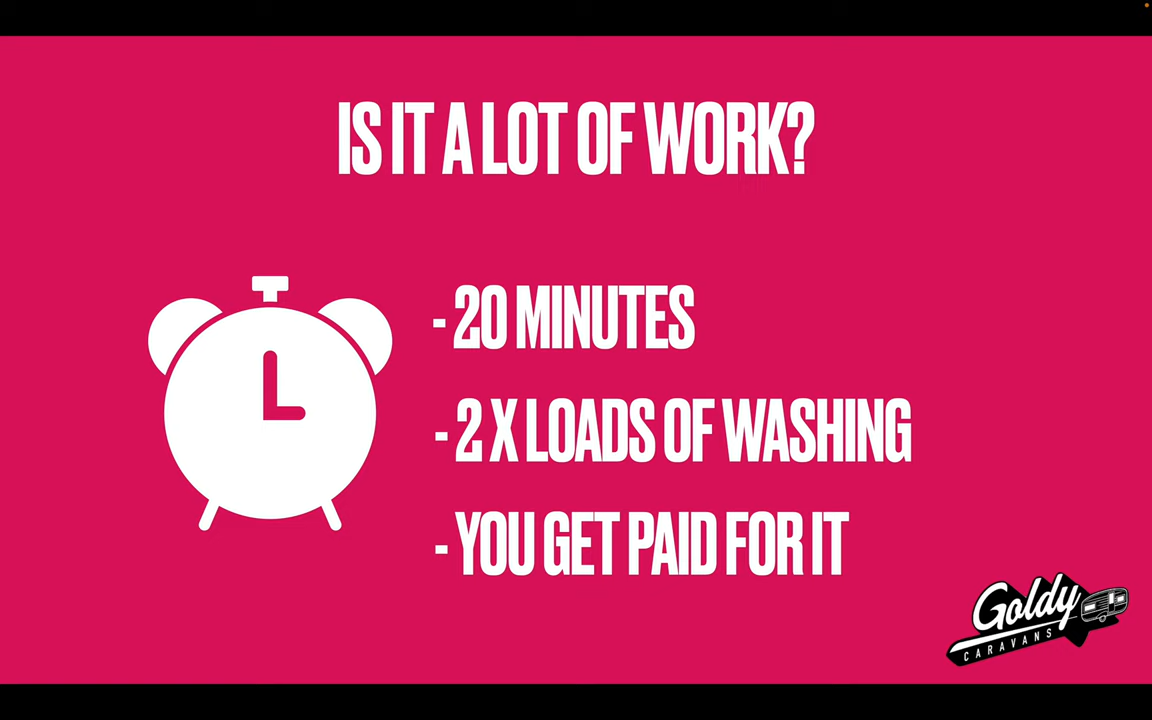 IS IT A LOT OF WORK?
- 20 MINUTES
- 2 X LOADS OF WASHING
- YOU GET PAID FOR IT
Goldy
CARAVANS